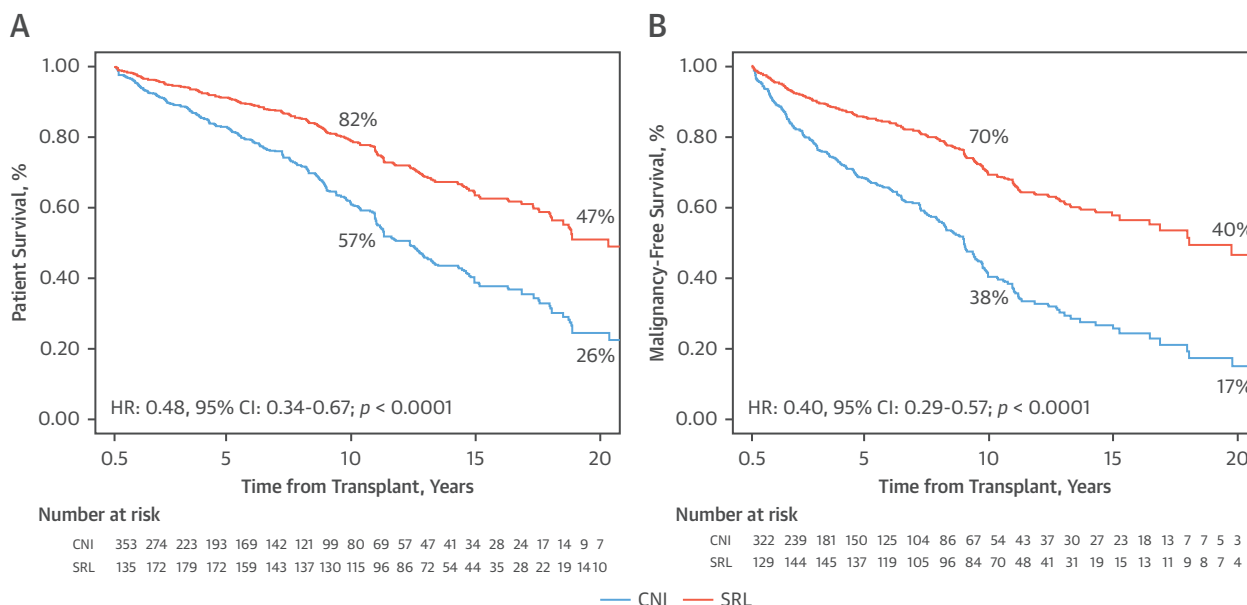 A
Patient Survival, %
1.00
0.80
0.60
0.40
0.20
0.00
82%
57%
47%
26%
HR: 0.48, 95% CI: 0.34-0.67; p < 0.0001
0.5 5 10 15 20
Time from Transplant, Years
Number at risk
CNI 353 274 223 193 169 142 121 99 80 69 57 47 41 34 28 24 17 14 9 7
SRL 135 172 179 172 159 143 137 130 115 96 86 72 54 44 35 28 22 19 14 10
B
Malignancy-Free Survival, %
1.00
0.80
0.60
0.40
0.20
0.00
70%
38%
40%
17%
HR: 0.40, 95% CI: 0.29-0.57; p < 0.0001
0.5 5 10 15 20
Time from Transplant, Years
Number at risk
CNI 322 239 181 150 125 104 86 67 54 43 37 30 27 23 18 13 7 7 5 3
SRL 129 144 145 137 119 105 96 84 70 48 41 31 19 15 13 11 9 8 7 4
CNI SRL